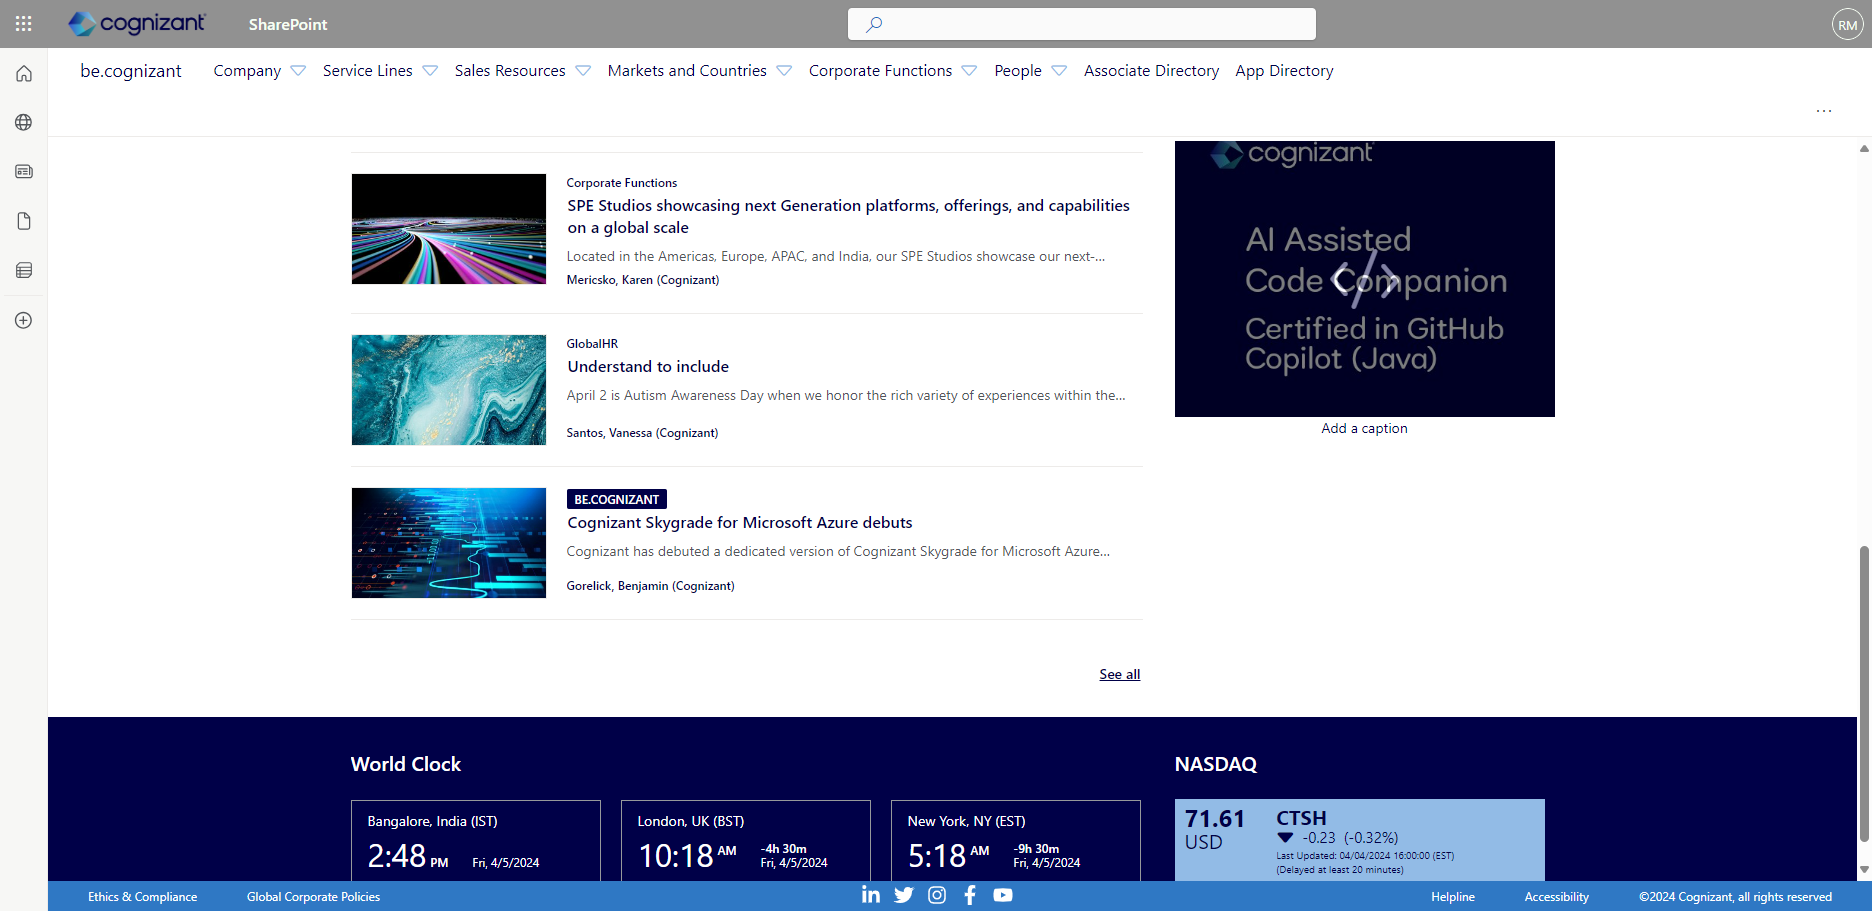 cognizant
SharePoint
RM
be.cognizant
Company
Service Lines
Sales Resources
Markets and Countries
Corporate Functions
People
Associate Directory
App Directory
...
Corporate Functions
SPE Studios showcasing next Generation platforms, offerings, and capabilities
on a global scale
Located in the Americas, Europe, APAC, and India, our SPE Studios showcase our next-...
Mericsko, Karen (Cognizant)
GlobalHR
Understand to include
April 2 is Autism Awareness Day when we honor the rich variety of experiences within the...
Santos, Vanessa (Cognizant)
BE.COGNIZANT
Cognizant Skygrade for Microsoft Azure debuts
Cognizant has debuted a dedicated version of Cognizant Skygrade for Microsoft Azure...
Gorelick, Benjamin (Cognizant)
See all
cognizant
AI Assisted
Code Companion
</>
Certified in GitHub
Copilot (Java)
Add a caption
World Clock
Bangalore, India (IST)
2:48 PM Fri, 4/5/2024
London, UK (BST)
10:18 AM -4h 30m
Fri, 4/5/2024
New York, NY (EST)
5:18 AM -9h 30m
Fri, 4/5/2024
NASDAQ
71.61
USD
CTSH
-0.23 (-0.32%)
Last Updated: 04/04/2024 16:00:00 (EST)
(Delayed at least 20 minutes)
Ethics & Compliance
Global Corporate Policies
Helpline
Accessibility
©2024 Cognizant, all rights reserved